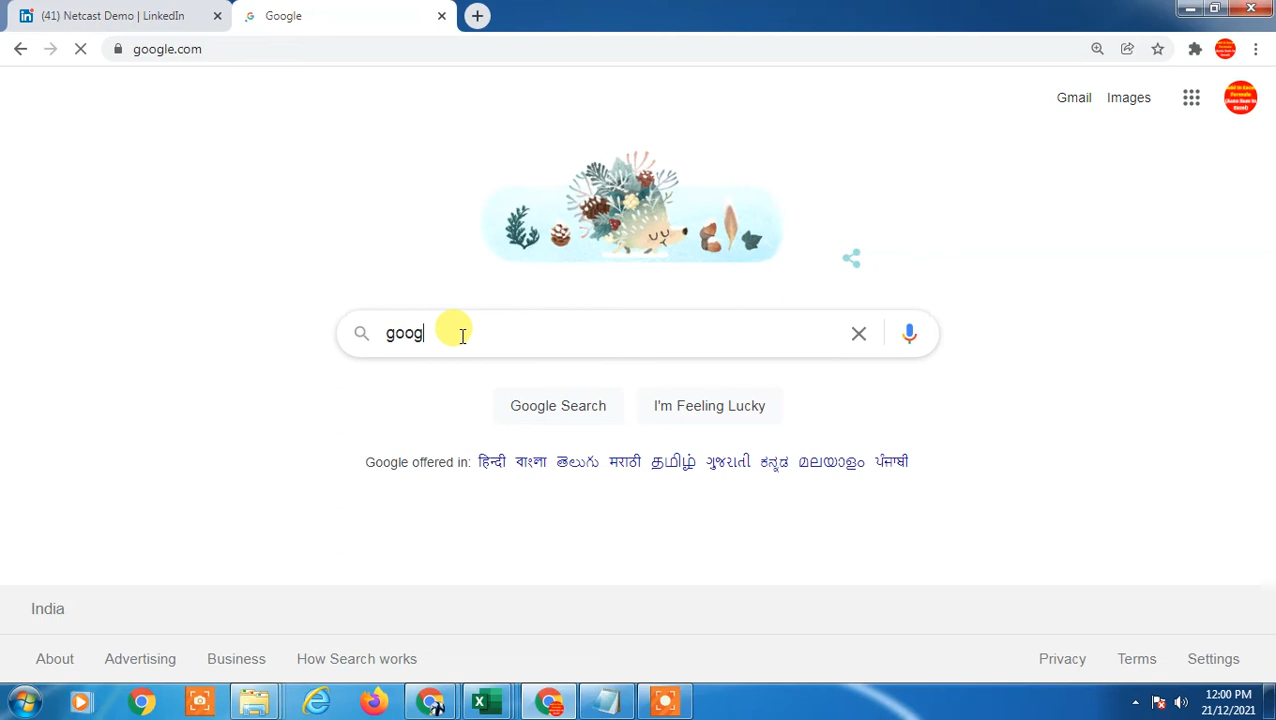 (41) Netcast Demo | LinkedIn
Google
google.com
Gmail Images
goog
Google Search I'm Feeling Lucky
Google offered in: हिन्दी বাংলা తెలుగు मराठी தமிழ் ગુજરાતી ಕನ್ನಡ മലയാളം ਪੰਜਾਬੀ
India
About Advertising Business How Search works Privacy Terms Settings
12:00 PM
21/12/2021